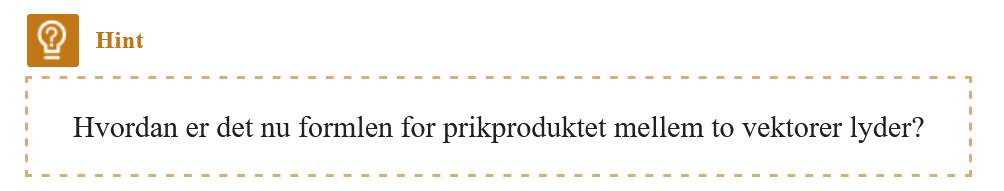 Hint
Hvordan er det nu formlen for prikproduktet mellem to vektorer lyder?